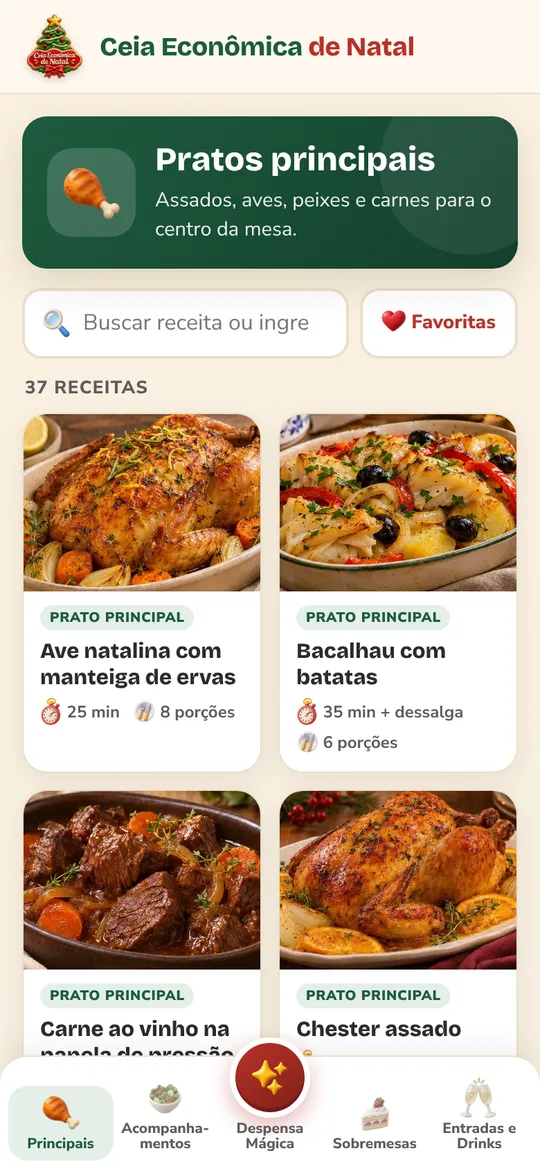 Ceia Econômica
de Natal
Ceia Econômica de Natal
Pratos principais
Assados, aves, peixes e carnes para o
centro da mesa.
Buscar receita ou ingre
Favoritas
37 RECEITAS
PRATO PRINCIPAL
Ave natalina com
manteiga de ervas
25 min 8 porções
PRATO PRINCIPAL
Bacalhau com
batatas
35 min + dessalga
6 porções
PRATO PRINCIPAL
Carne ao vinho na
panela de pressão
PRATO PRINCIPAL
Chester assado
Principais
Acompanha-
mentos
Despensa
Mágica
Sobremesas
Entradas e
Drinks